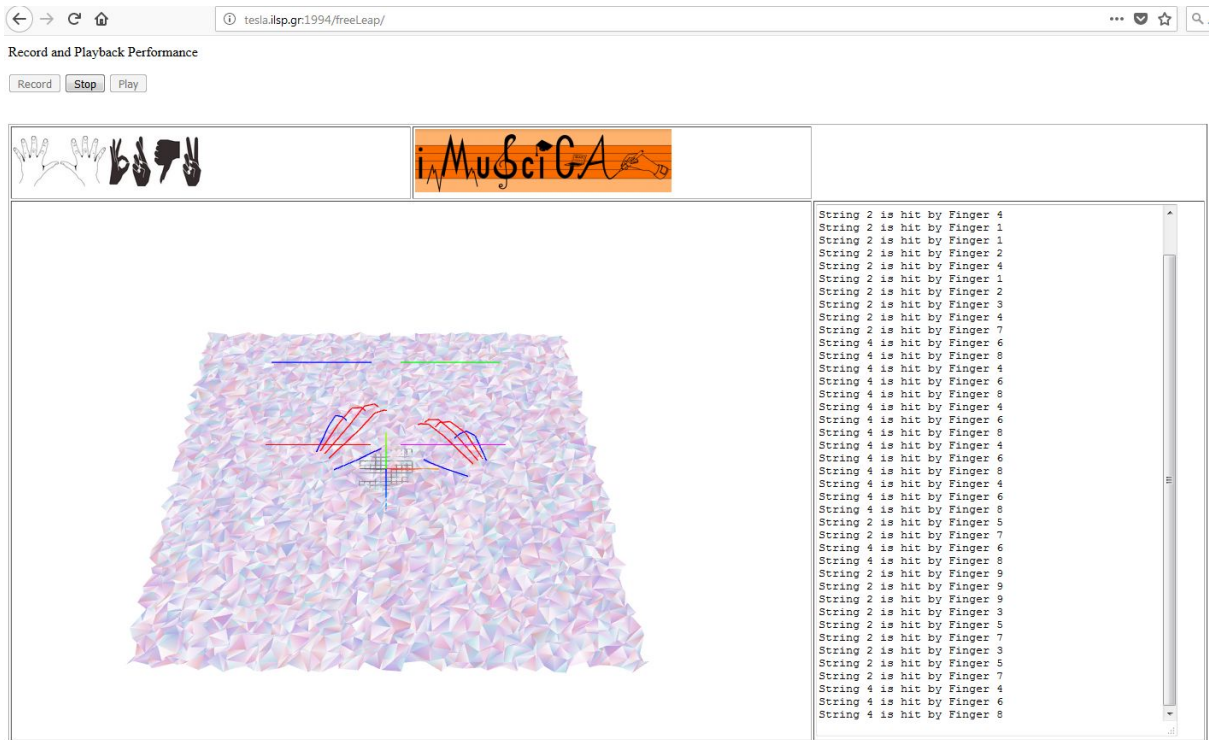 tesla.ilsp.gr:1994/freeLeap/
Record and Playback Performance
Record Stop Play
iMuSciCA
String 2 is hit by Finger 4
String 2 is hit by Finger 1
String 2 is hit by Finger 1
String 2 is hit by Finger 2
String 2 is hit by Finger 4
String 2 is hit by Finger 1
String 2 is hit by Finger 2
String 2 is hit by Finger 3
String 2 is hit by Finger 4
String 2 is hit by Finger 7
String 4 is hit by Finger 6
String 4 is hit by Finger 8
String 4 is hit by Finger 4
String 4 is hit by Finger 6
String 4 is hit by Finger 8
String 4 is hit by Finger 4
String 4 is hit by Finger 6
String 4 is hit by Finger 8
String 4 is hit by Finger 4
String 4 is hit by Finger 6
String 4 is hit by Finger 8
String 4 is hit by Finger 4
String 4 is hit by Finger 6
String 4 is hit by Finger 8
String 2 is hit by Finger 5
String 2 is hit by Finger 7
String 4 is hit by Finger 6
String 4 is hit by Finger 8
String 2 is hit by Finger 9
String 2 is hit by Finger 9
String 2 is hit by Finger 9
String 2 is hit by Finger 3
String 2 is hit by Finger 5
String 2 is hit by Finger 7
String 2 is hit by Finger 3
String 2 is hit by Finger 5
String 2 is hit by Finger 7
String 4 is hit by Finger 4
String 4 is hit by Finger 6
String 4 is hit by Finger 8